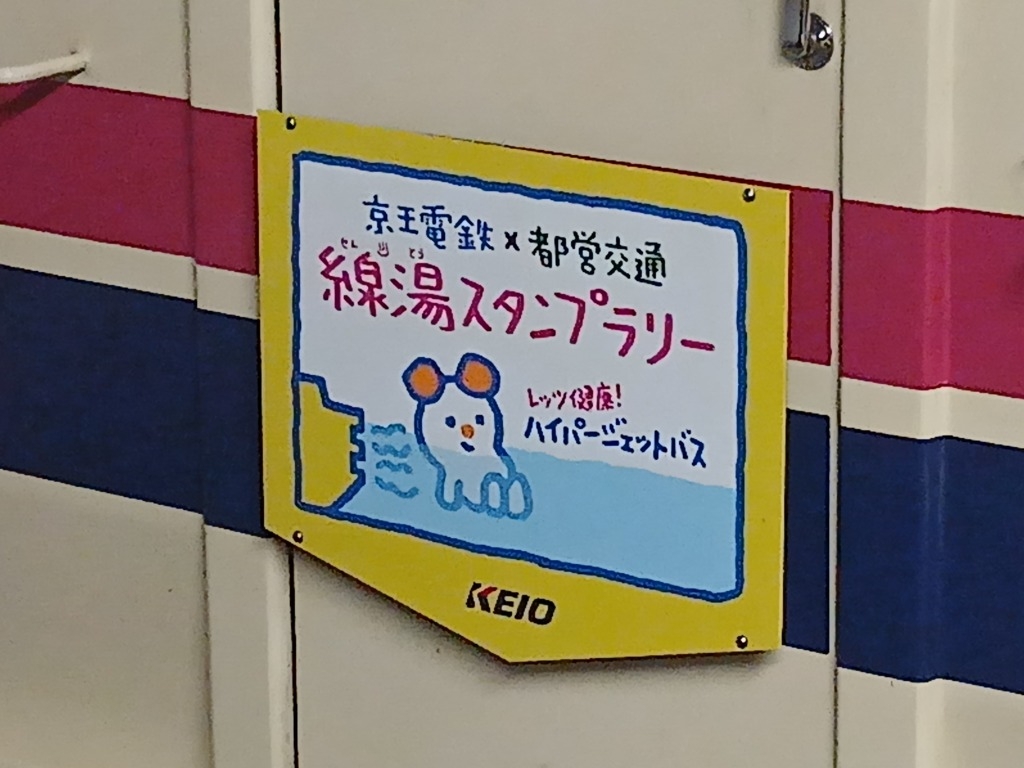 京王電鉄×都営交通
せん♨とう
線湯スタンプラリー
レッツ健康!
ハイパージェットバス
KEIO